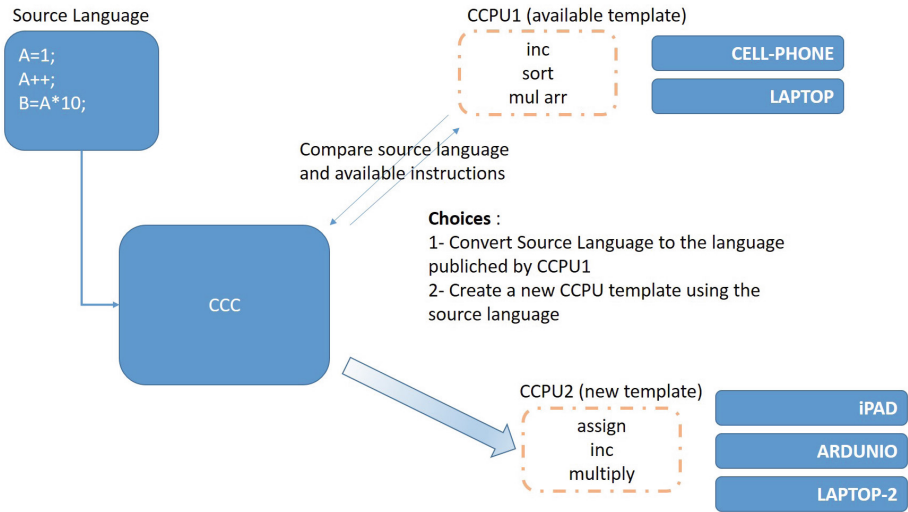 Source Language
A=1;
A++;
B=A*10;
CCPU1 (available template)
inc
sort
mul arr
CELL-PHONE
LAPTOP
Compare source language
and available instructions
Choices :
1- Convert Source Language to the language
publiched by CCPU1
2- Create a new CCPU template using the
source language
CCC
CCPU2 (new template)
assign
inc
multiply
iPAD
ARDUNIO
LAPTOP-2